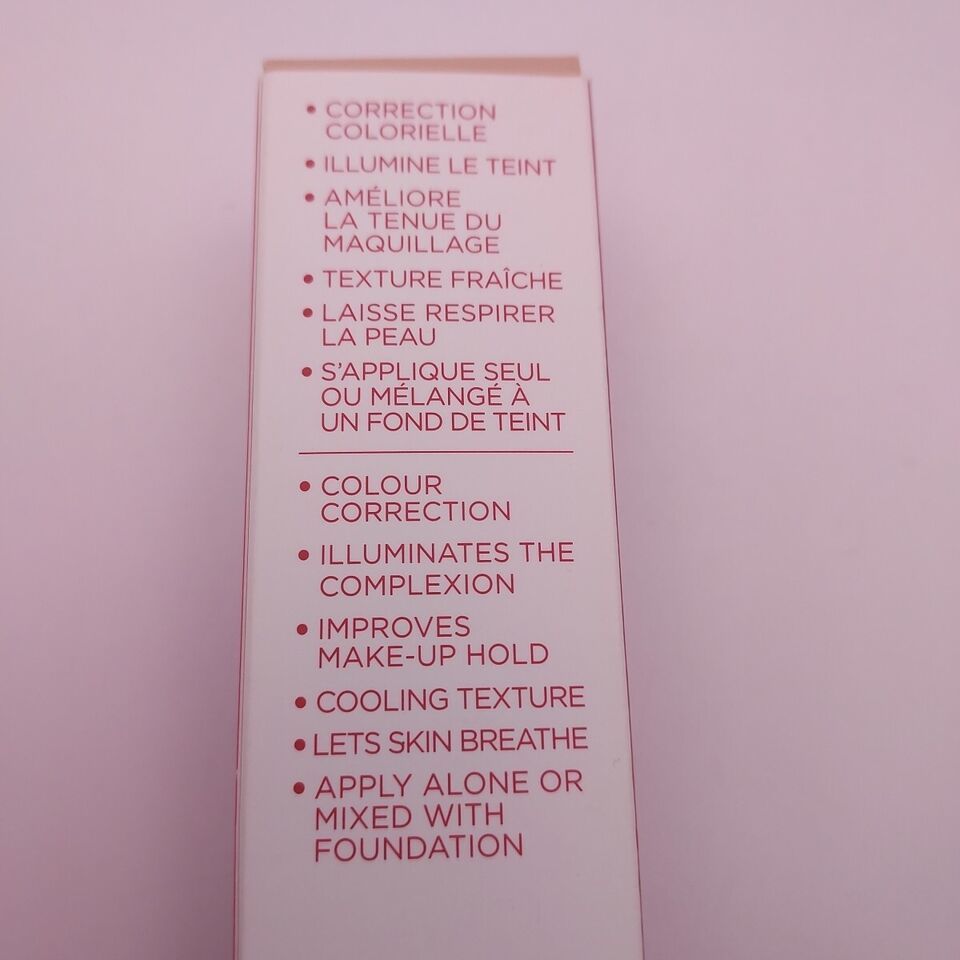 • CORRECTION
COLORIELLE
• ILLUMINE LE TEINT
• AMÉLIORE
LA TENUE DU
MAQUILLAGE
• TEXTURE FRAÎCHE
• LAISSE RESPIRER
LA PEAU
• S'APPLIQUE SEUL
OU MÉLANGÉ À
UN FOND DE TEINT
• COLOUR
CORRECTION
• ILLUMINATES THE
COMPLEXION
• IMPROVES
MAKE-UP HOLD
• COOLING TEXTURE
• LETS SKIN BREATHE
• APPLY ALONE OR
MIXED WITH
FOUNDATION